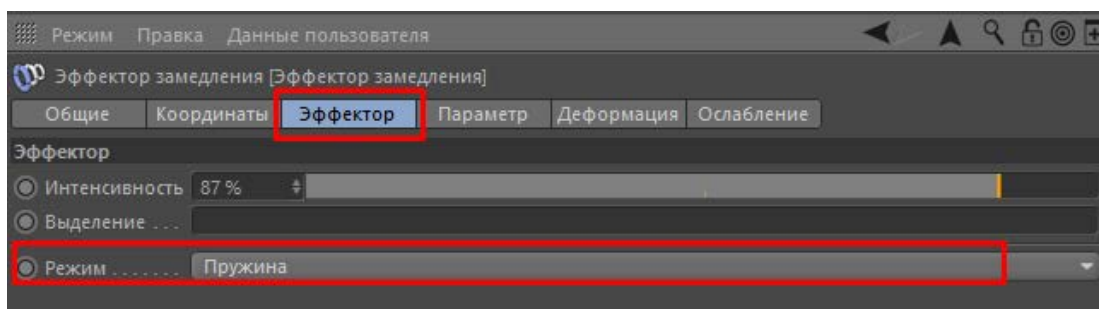 Режим Правка Данные пользователя
Эффектор замедления [Эффектор замедления]
Общие Координаты Эффектор Параметр Деформация Ослабление
Эффектор
Интенсивность 87 %
Выделение . . .
Режим . . . . . . . Пружина